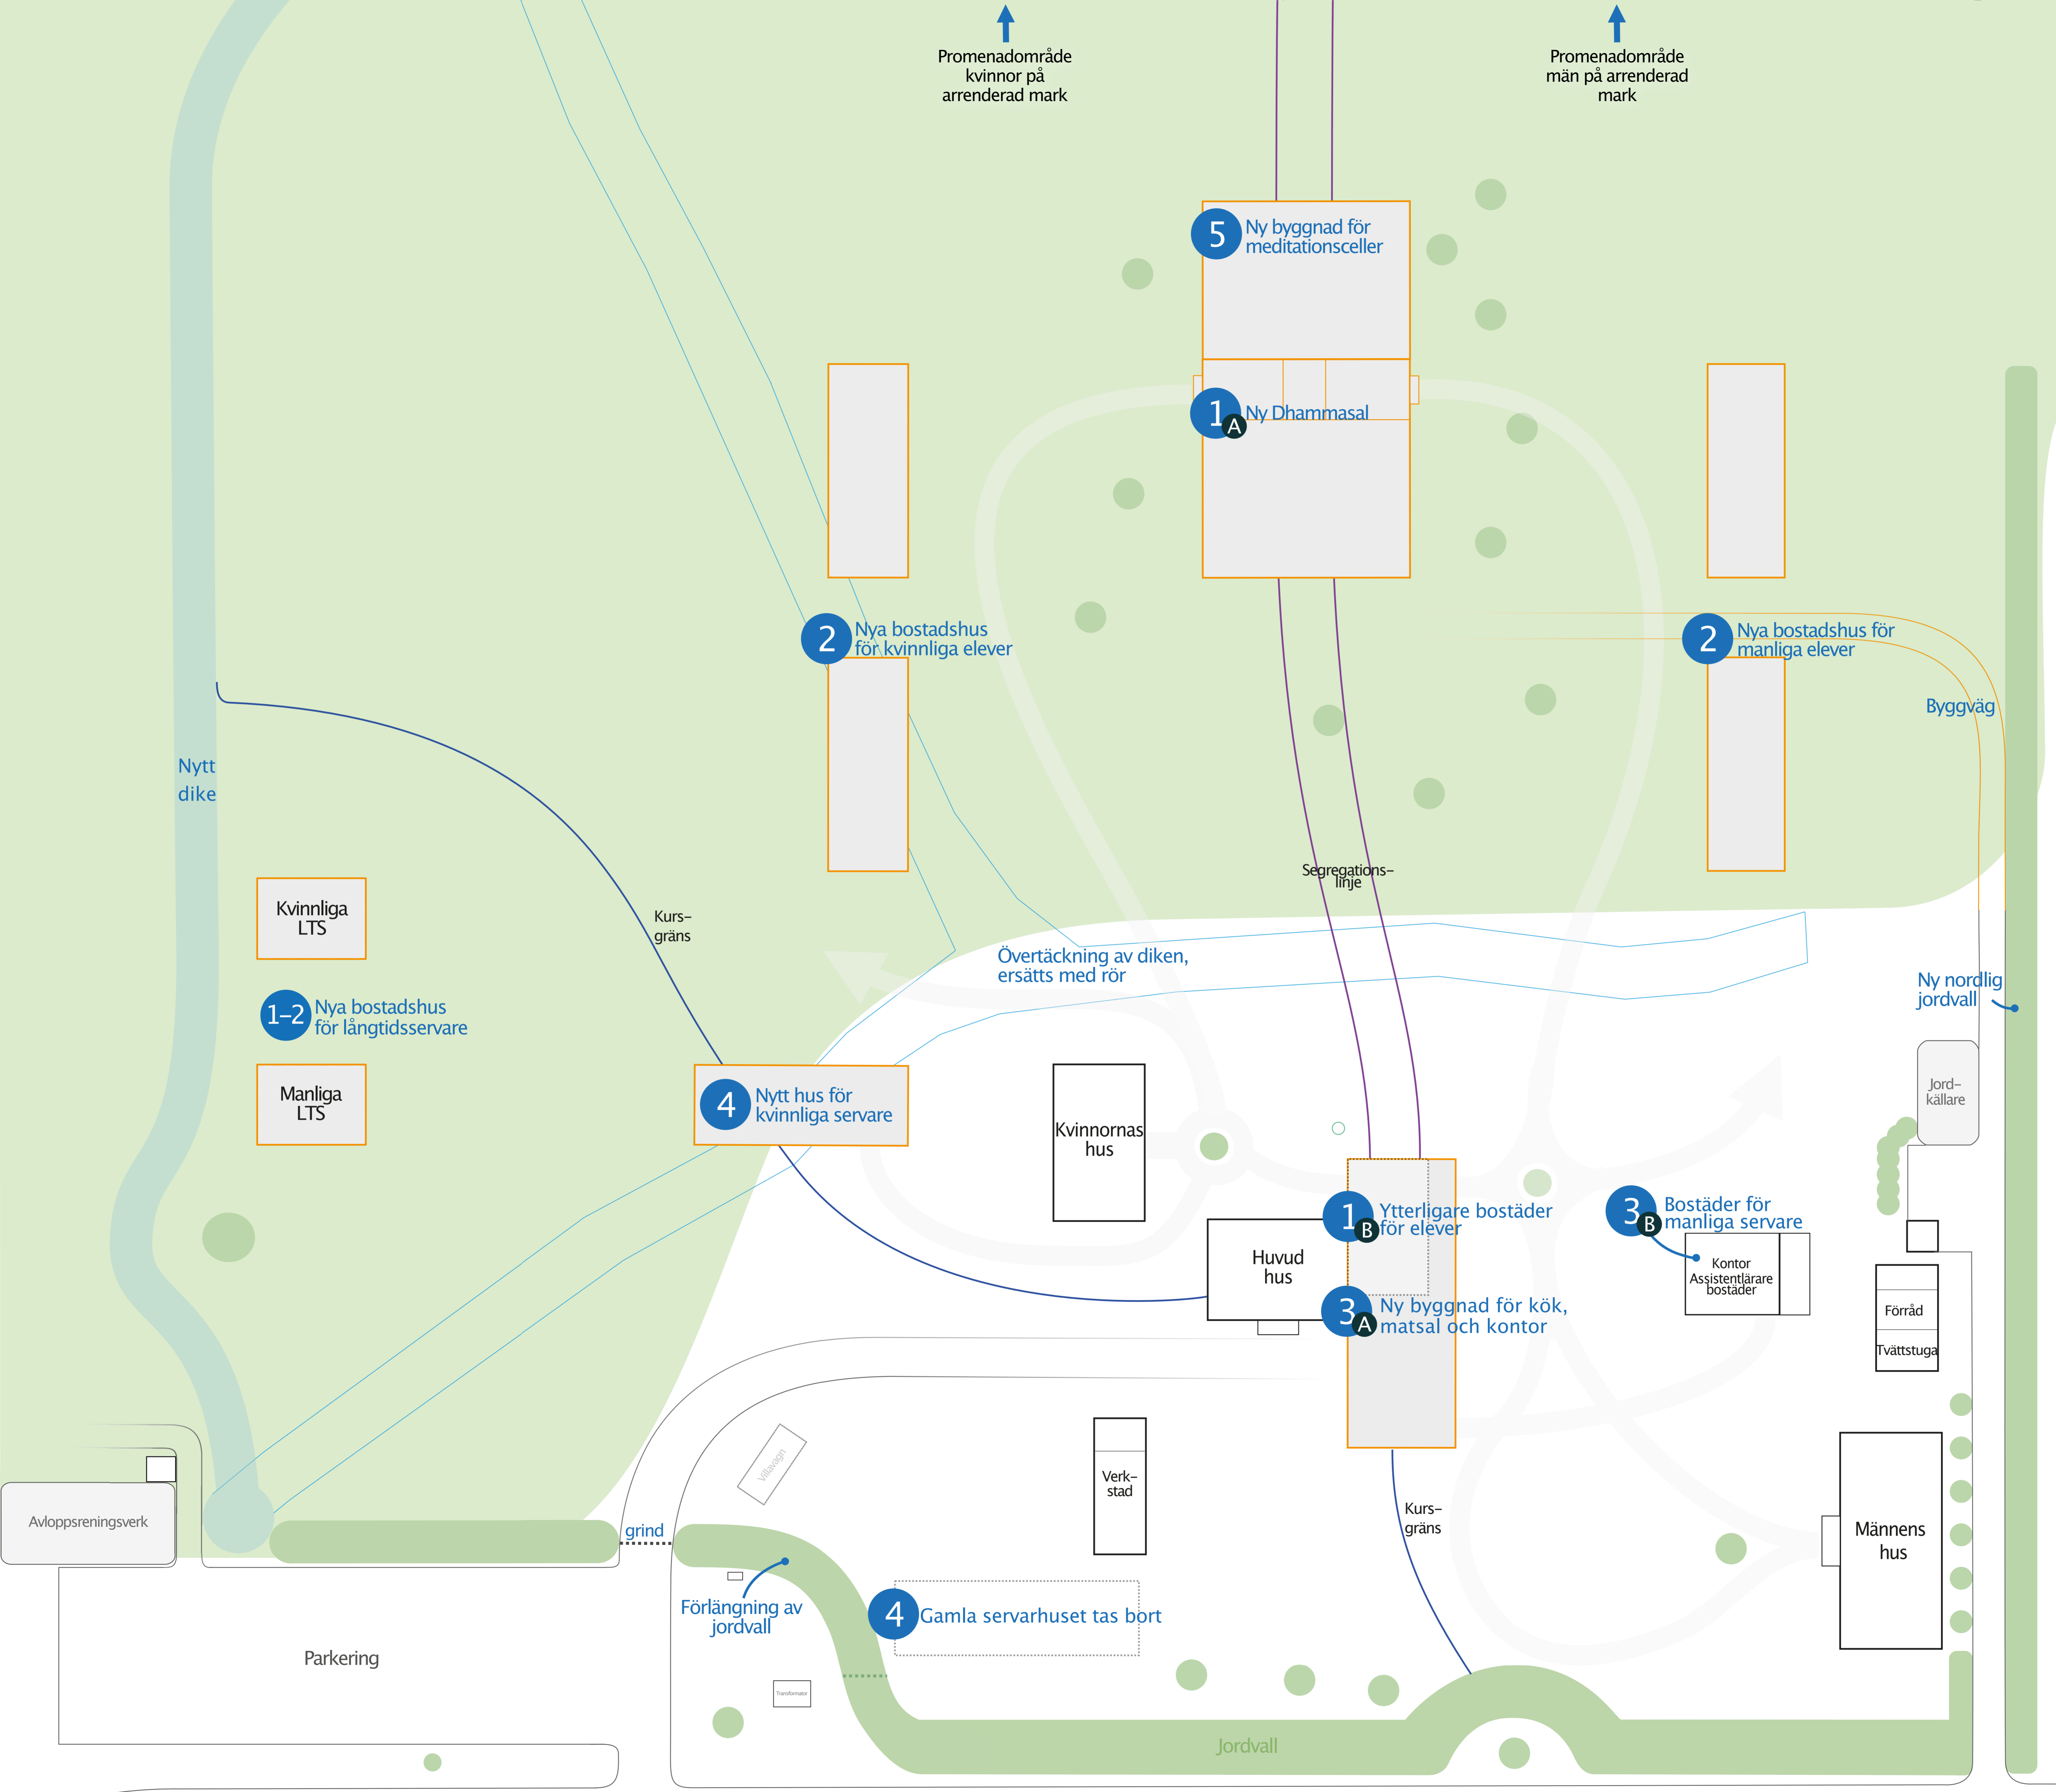 Promenadområde
kvinnor på
arrenderad mark
Promenadområde
män på arrenderad
mark
5
Ny byggnad för
meditationsceller
1
A
Ny Dhammasal
2
Nya bostadshus
för kvinnliga elever
2
Nya bostadshus för
manliga elever
Byggväg
Nytt
dike
Segregations–
linje
Kvinnliga
LTS
Kurs–
gräns
Övertäckning av diken,
ersätts med rör
Ny nordlig
jordvall
1–2
Nya bostadshus
för långtidsservare
Manliga
LTS
4
Nytt hus för
kvinnliga servare
Kvinnornas
hus
Jord–
källare
1
B
Ytterligare bostäder
för elever
3
B
Bostäder för
manliga servare
Huvud
hus
Kontor
Assistentlärare
bostäder
3
A
Ny byggnad för kök,
matsal och kontor
Förråd
Tvättstuga
Villavagn
Verk–
stad
Avloppsreningsverk
grind
Kurs–
gräns
Männens
hus
Förlängning av
jordvall
4
Gamla servarhuset tas bort
Parkering
Transformator
Jordvall